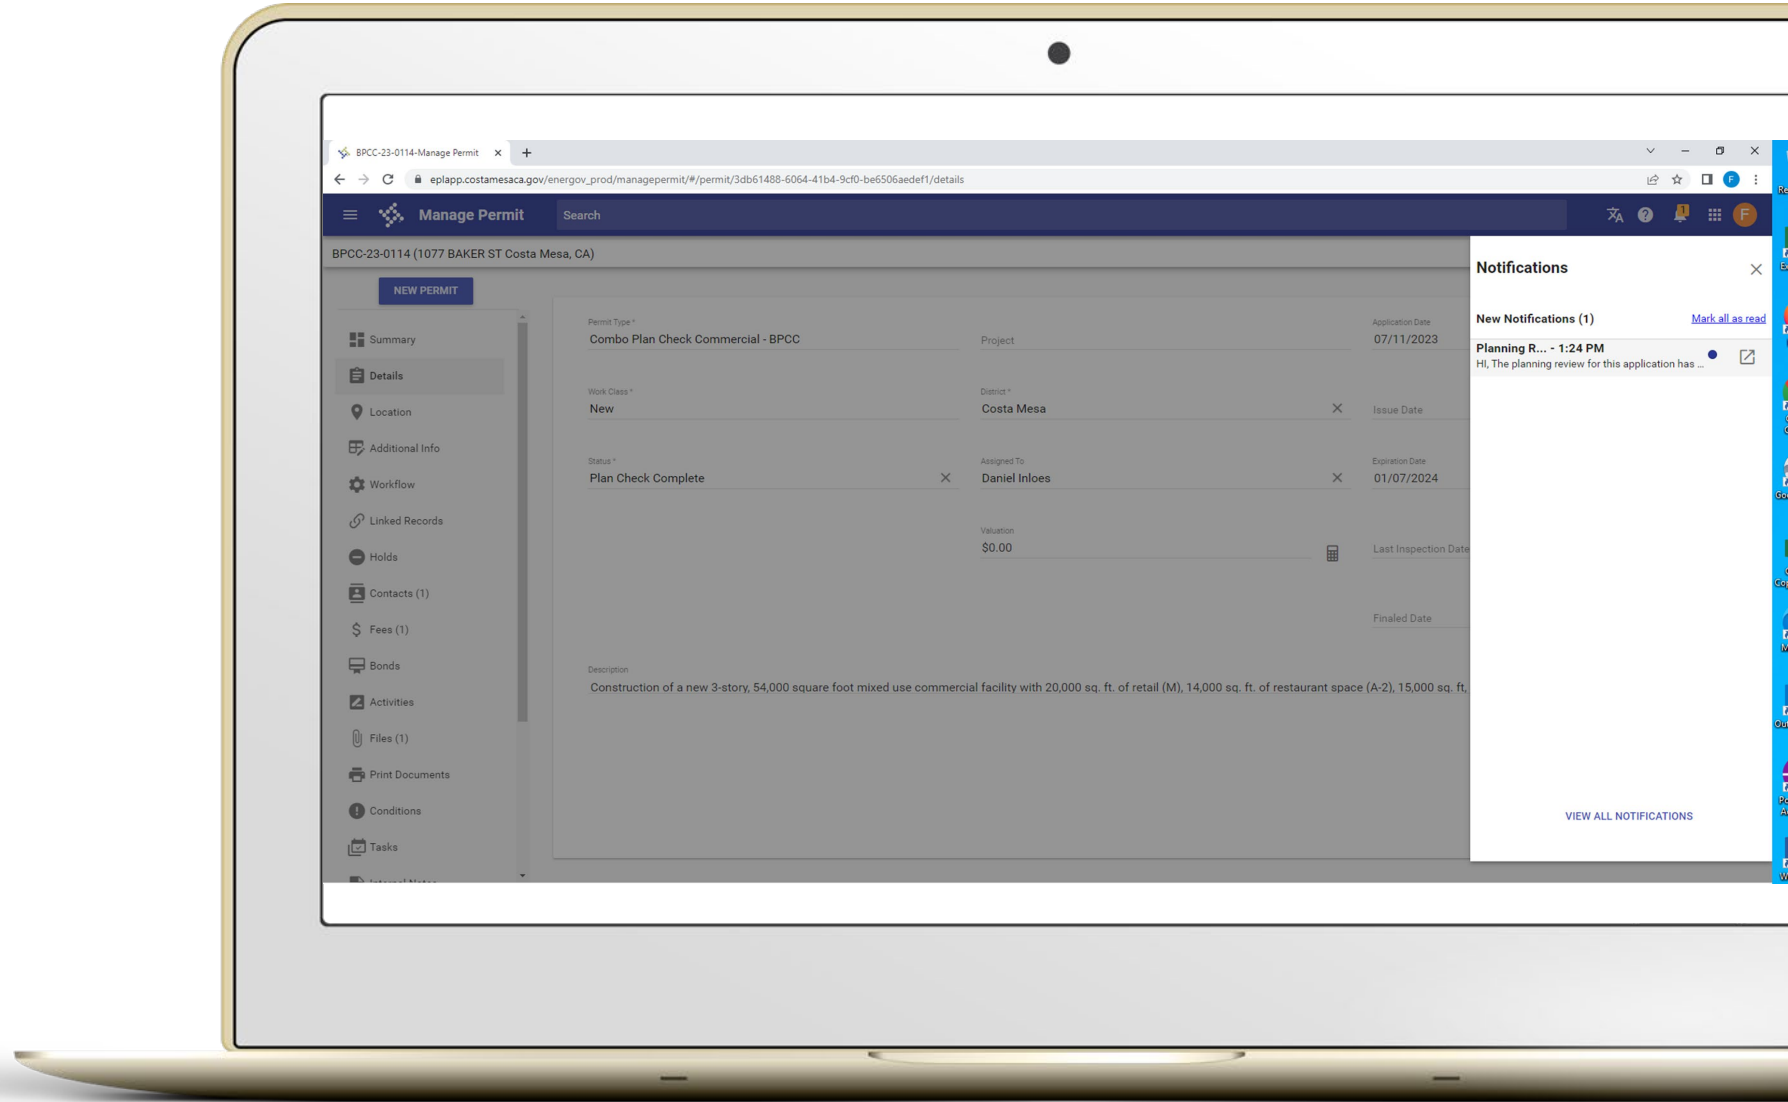 BPCC-23-0114-Manage Permit
eplapp.costamesaca.gov/energov_prod/managepermit/#/permit/3db61488-6064-41b4-9cf0-be6506aedef1/details
F
Manage Permit
Search
1
F
BPCC-23-0114 (1077 BAKER ST Costa Mesa, CA)
NEW PERMIT
Summary
Details
Location
Additional Info
Workflow
Linked Records
Holds
Contacts (1)
Fees (1)
Bonds
Activities
Files (1)
Print Documents
Conditions
Tasks
Internal Notes
Permit Type *
Combo Plan Check Commercial - BPCC
Project
Application Date
07/11/2023
Work Class *
New
District *
Costa Mesa
Issue Date
Status *
Plan Check Complete
Assigned To
Daniel Inloes
Expiration Date
01/07/2024
Valuation
$0.00
Last Inspection Date
Finaled Date
Description
Construction of a new 3-story, 54,000 square foot mixed use commercial facility with 20,000 sq. ft. of retail (M), 14,000 sq. ft. of restaurant space (A-2), 15,000 sq. ft,
Notifications
New Notifications (1)
Mark all as read
Planning R... - 1:24 PM
HI, The planning review for this application has ...
VIEW ALL NOTIFICATIONS